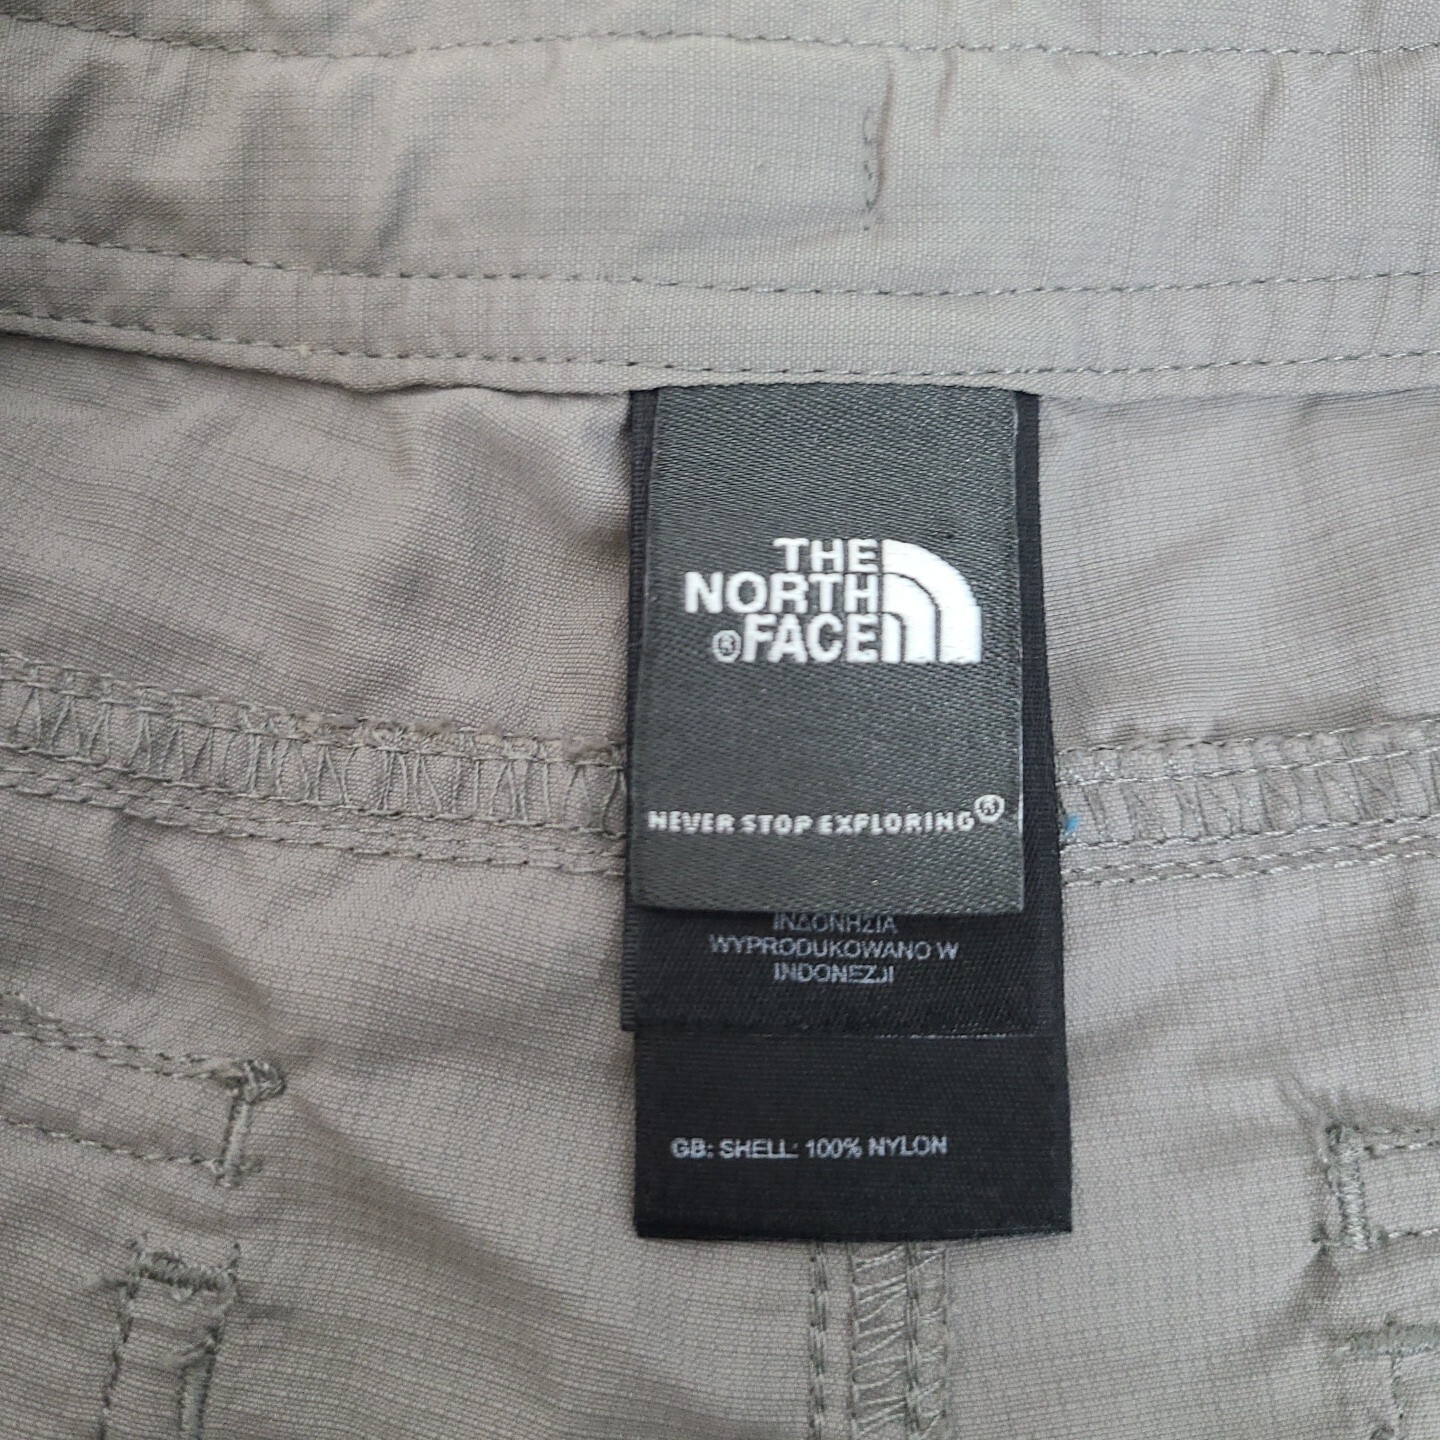 THE
NORTH
®FACE
NEVER STOP EXPLORING®
ΙΝΔΟΝΗΣΙΑ
WYPRODUKOWANO W
INDONEZJI
GB: SHELL: 100% NYLON